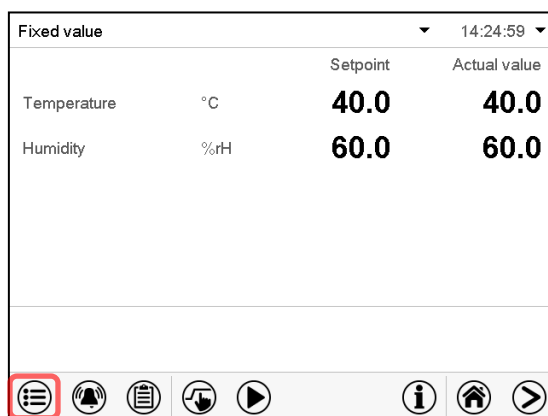 Fixed value 14:24:59
Setpoint Actual value
Temperature °C 40.0 40.0
Humidity %rH 60.0 60.0